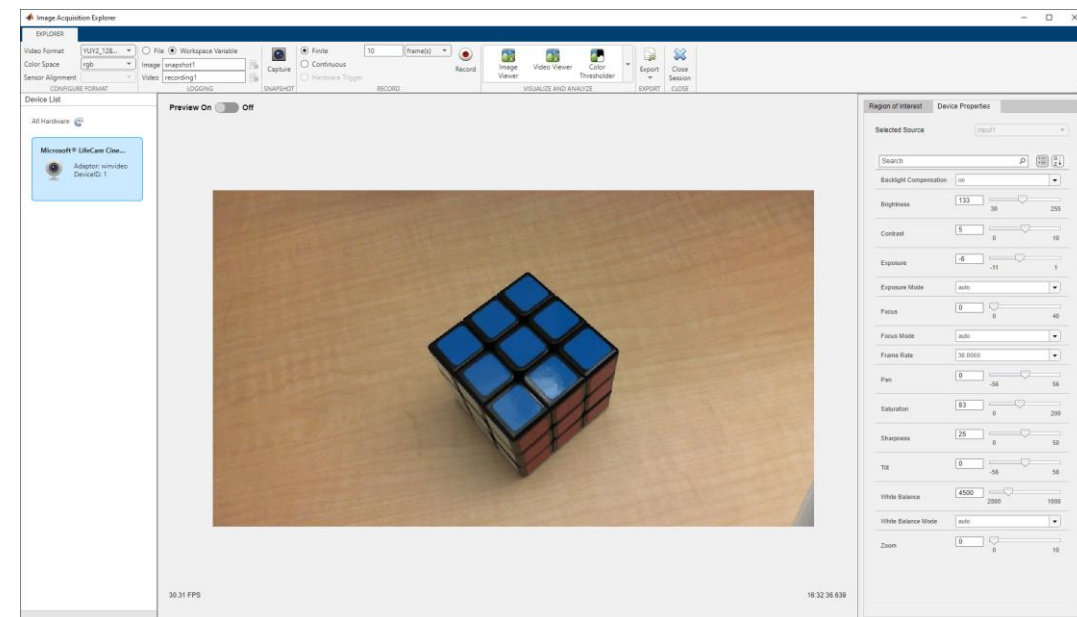 Image Acquisition Explorer
EXPLORER
Video Format YUY2_128...
Color Space rgb
Sensor Alignment
CONFIGURE FORMAT
File Workspace Variable
Image snapshot1
Video recording1
LOGGING
Capture
SNAPSHOT
Finite 10 frame(s)
Continuous
Hardware Trigger
Record
RECORD
Image Viewer
Video Viewer
Color Thresholder
VISUALIZE AND ANALYZE
Export
EXPORT
Close Session
CLOSE
Device List
All Hardware
Microsoft® LifeCam Cine...
Adaptor: winvideo
DeviceID: 1
Preview On Off
30.31 FPS
16:32:36.639
Region of Interest Device Properties
Selected Source input1
Search
Backlight Compensation on
Brightness 133
30 255
Contrast 5
0 10
Exposure -6
-11 1
Exposure Mode auto
Focus 0
0 40
Focus Mode auto
Frame Rate 30.0000
Pan 0
-56 56
Saturation 83
0 200
Sharpness 25
0 50
Tilt 0
-56 56
White Balance 4500
2800
White Balance Mode auto
Zoom 0
0 10